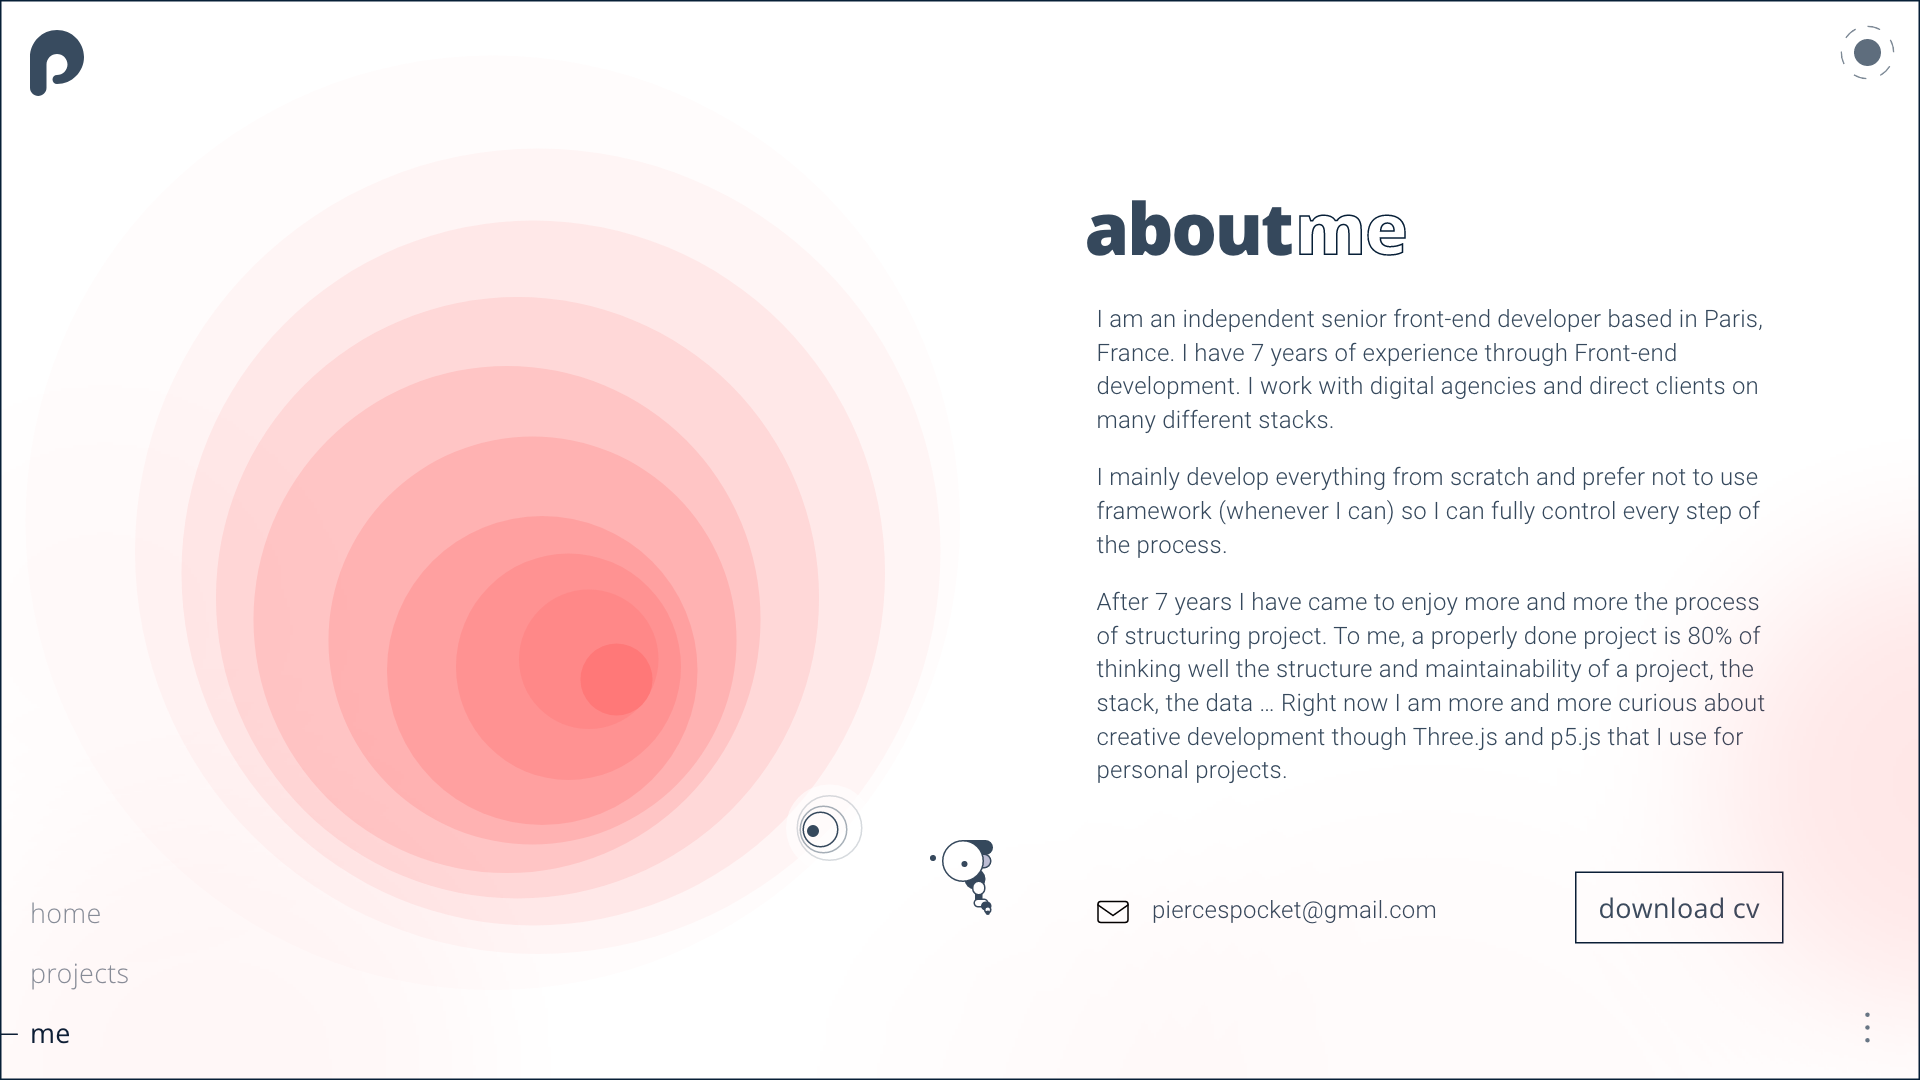 aboutme
I am an independent senior front-end developer based in Paris,
France. I have 7 years of experience through Front-end
development. I work with digital agencies and direct clients on
many different stacks.
I mainly develop everything from scratch and prefer not to use
framework (whenever I can) so I can fully control every step of
the process.
After 7 years I have came to enjoy more and more the process
of structuring project. To me, a properly done project is 80% of
thinking well the structure and maintainability of a project, the
stack, the data ... Right now I am more and more curious about
creative development though Three.js and p5.js that I use for
personal projects.
piercespocket@gmail.com
download cv
home
projects
me